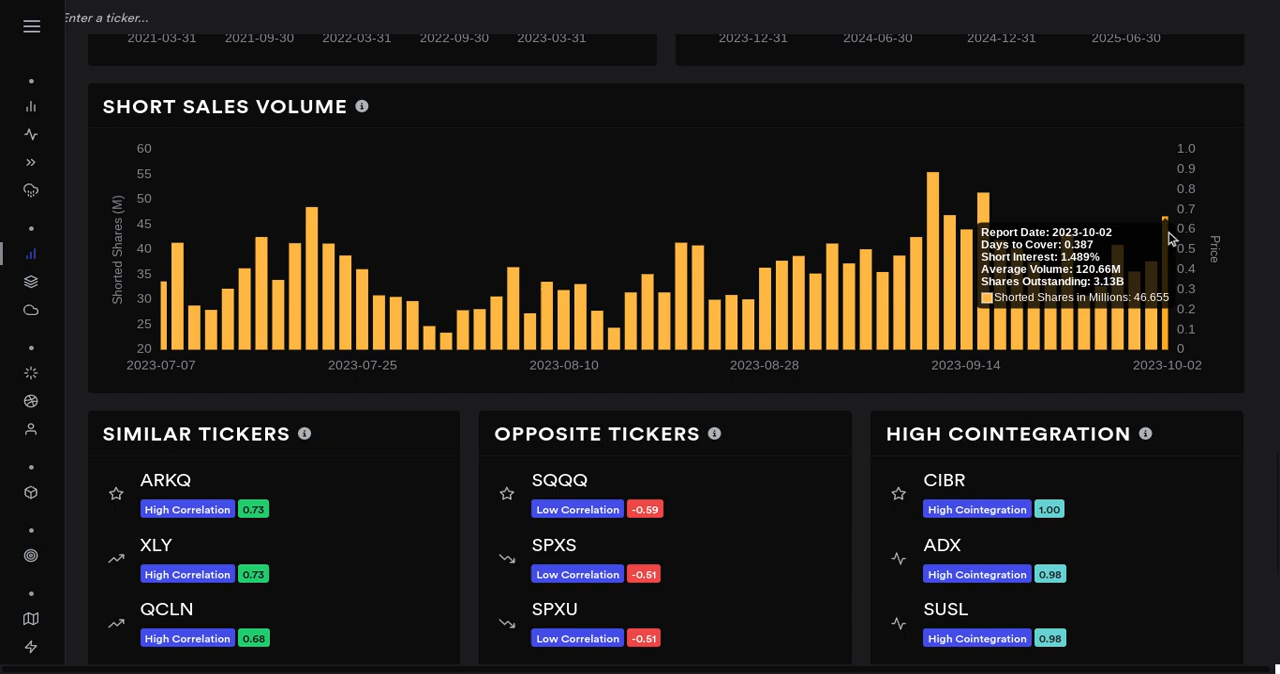 Enter a ticker...
2021-03-31 2021-09-30 2022-03-31 2022-09-30 2023-03-31
2023-12-31 2024-06-30 2024-12-31 2025-06-30
SHORT SALES VOLUME
60
55
50
45
40
35
30
25
20
Shorted Shares (M)
1.0
0.9
0.8
0.7
0.6
0.5
0.4
0.3
0.2
0.1
0
Price
Report Date: 2023-10-02
Days to Cover: 0.387
Short Interest: 1.489%
Average Volume: 120.66M
Shares Outstanding: 3.13B
Shorted Shares in Millions: 46.655
2023-07-07 2023-07-25 2023-08-10 2023-08-28 2023-09-14 2023-10-02
SIMILAR TICKERS
ARKQ
High Correlation 0.73
XLY
High Correlation 0.73
QCLN
High Correlation 0.68
OPPOSITE TICKERS
SQQQ
Low Correlation -0.59
SPXS
Low Correlation -0.51
SPXU
Low Correlation -0.51
HIGH COINTEGRATION
CIBR
High Cointegration 1.00
ADX
High Cointegration 0.98
SUSL
High Cointegration 0.98